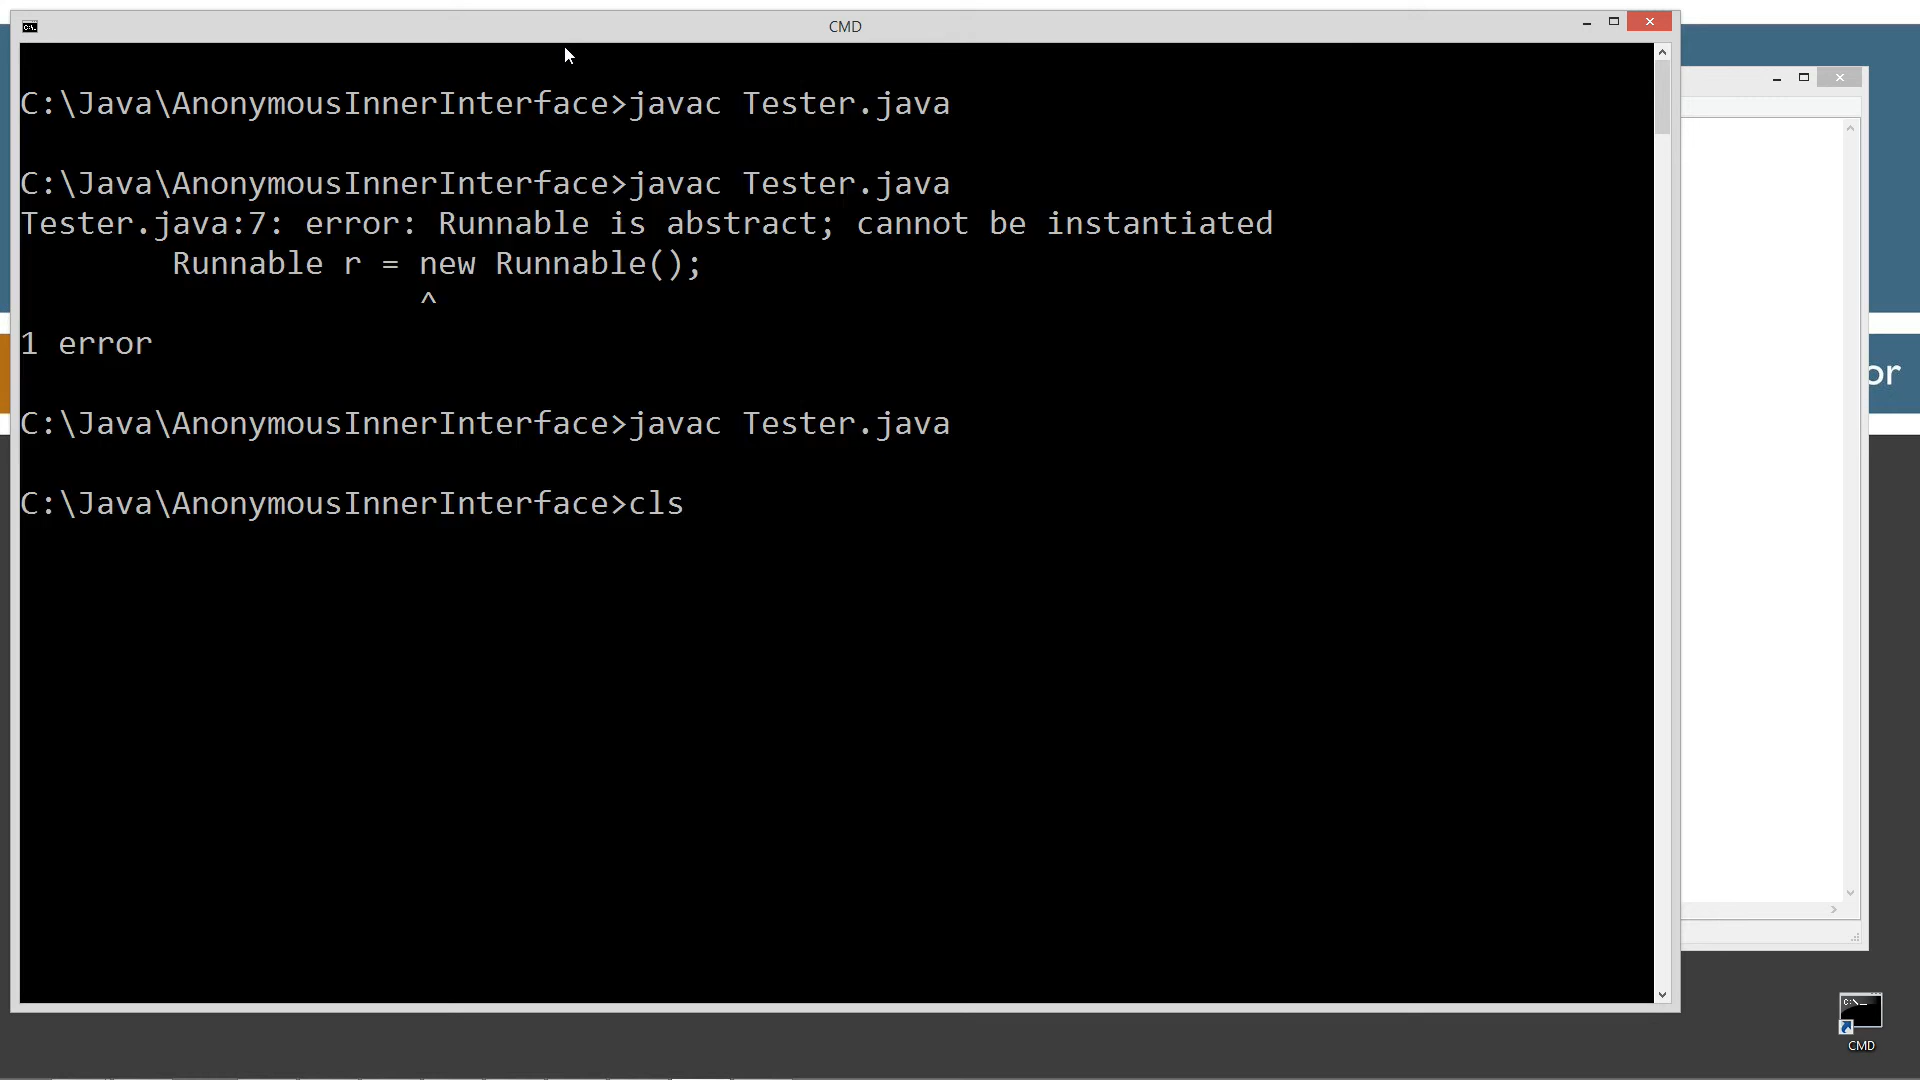 CMD
C:\Java\AnonymousInnerInterface>javac Tester.java
C:\Java\AnonymousInnerInterface>javac Tester.java
Tester.java:7: error: Runnable is abstract; cannot be instantiated
        Runnable r = new Runnable();
                     ^
1 error
C:\Java\AnonymousInnerInterface>javac Tester.java
C:\Java\AnonymousInnerInterface>cls
or
CMD